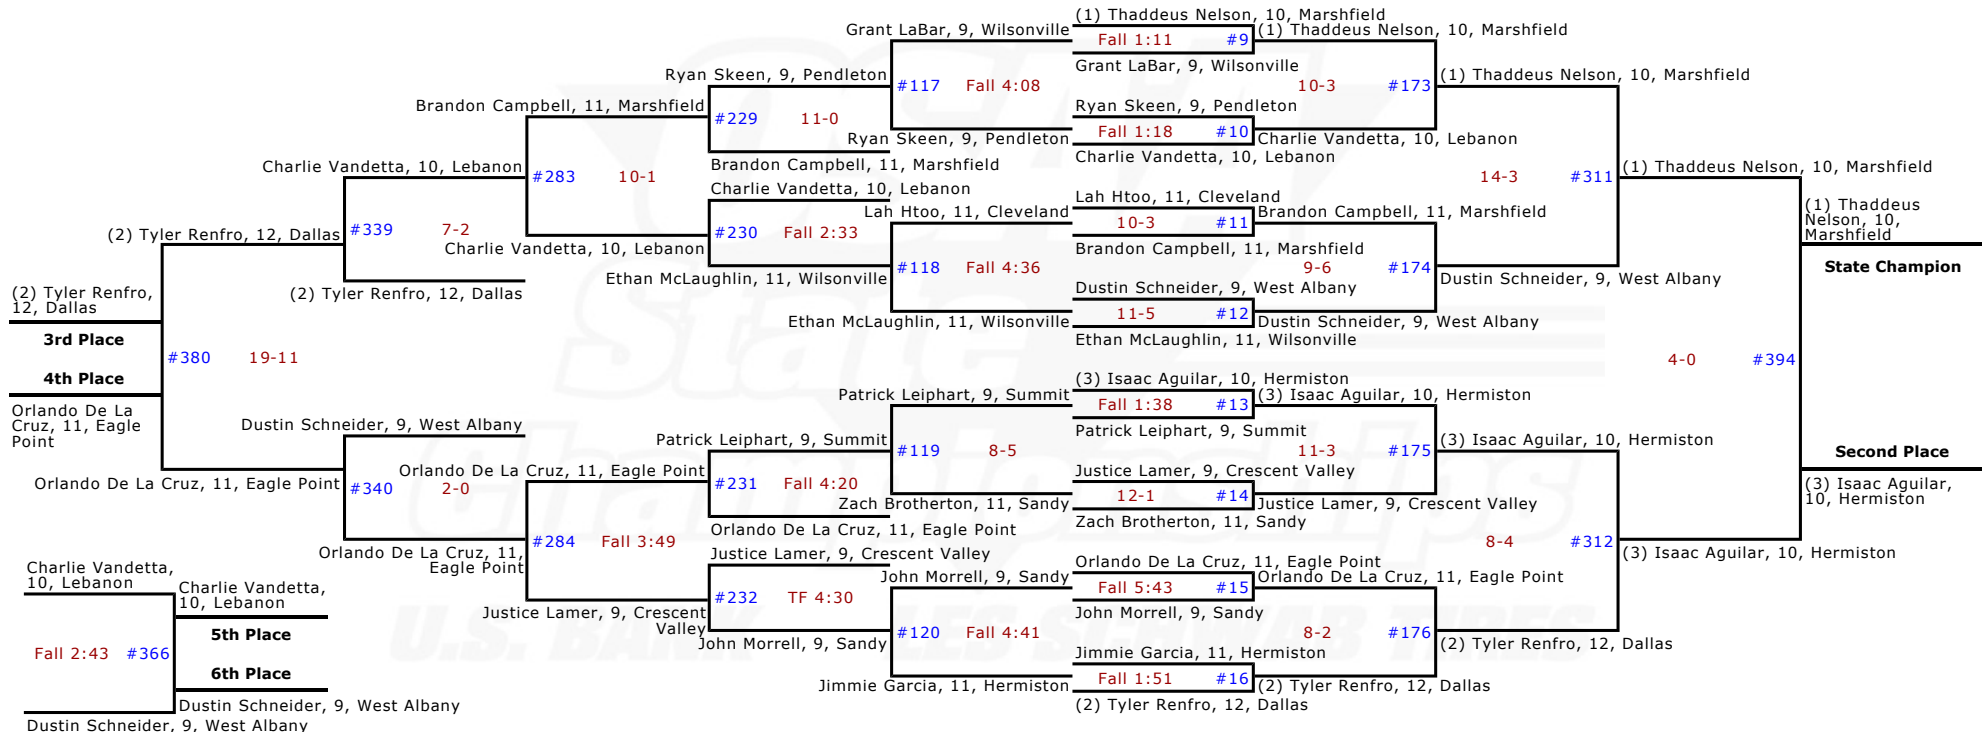 (1) Thaddeus Nelson, 10, Marshfield
Grant LaBar, 9, Wilsonville
Fall 1:11 #9
(1) Thaddeus Nelson, 10, Marshfield
Grant LaBar, 9, Wilsonville
Ryan Skeen, 9, Pendleton
#117 Fall 4:08
10-3 #173
(1) Thaddeus Nelson, 10, Marshfield
Brandon Campbell, 11, Marshfield
#229 11-0
Ryan Skeen, 9, Pendleton
Ryan Skeen, 9, Pendleton
Fall 1:18 #10
Charlie Vandetta, 10, Lebanon
Charlie Vandetta, 10, Lebanon
Brandon Campbell, 11, Marshfield
Charlie Vandetta, 10, Lebanon
#283 10-1
14-3 #311
(1) Thaddeus Nelson, 10, Marshfield
Charlie Vandetta, 10, Lebanon
Lah Htoo, 11, Cleveland
Lah Htoo, 11, Cleveland
10-3 #11
Brandon Campbell, 11, Marshfield
Brandon Campbell, 11, Marshfield
(1) Thaddeus
Nelson, 10,
Marshfield
State Champion
(2) Tyler Renfro, 12, Dallas
#339 7-2
Charlie Vandetta, 10, Lebanon
#230 Fall 2:33
Ethan McLaughlin, 11, Wilsonville
#118 Fall 4:36
9-6 #174
Dustin Schneider, 9, West Albany
(2) Tyler Renfro, 12, Dallas
Dustin Schneider, 9, West Albany
11-5 #12
Dustin Schneider, 9, West Albany
Ethan McLaughlin, 11, Wilsonville
Ethan McLaughlin, 11, Wilsonville
(2) Tyler Renfro,
12, Dallas
3rd Place
#380 19-11
4-0 #394
4th Place
Orlando De La
Cruz, 11, Eagle
Point
(3) Isaac Aguilar, 10, Hermiston
Patrick Leiphart, 9, Summit
Fall 1:38 #13
(3) Isaac Aguilar, 10, Hermiston
Patrick Leiphart, 9, Summit
Dustin Schneider, 9, West Albany
Patrick Leiphart, 9, Summit
#119 8-5
11-3 #175
(3) Isaac Aguilar, 10, Hermiston
Second Place
(3) Isaac Aguilar,
10, Hermiston
Orlando De La Cruz, 11, Eagle Point
#340 2-0
Orlando De La Cruz, 11, Eagle Point
#231 Fall 4:20
Justice Lamer, 9, Crescent Valley
Zach Brotherton, 11, Sandy
12-1 #14
Justice Lamer, 9, Crescent Valley
Zach Brotherton, 11, Sandy
Orlando De La Cruz, 11, Eagle Point
Orlando De La Cruz, 11,
Eagle Point
#284 Fall 3:49
8-4 #312
(3) Isaac Aguilar, 10, Hermiston
Justice Lamer, 9, Crescent Valley
Orlando De La Cruz, 11, Eagle Point
John Morrell, 9, Sandy
Fall 5:43 #15
Orlando De La Cruz, 11, Eagle Point
John Morrell, 9, Sandy
Justice Lamer, 9, Crescent
Valley
#232 TF 4:30
John Morrell, 9, Sandy
#120 Fall 4:41
8-2 #176
(2) Tyler Renfro, 12, Dallas
Jimmie Garcia, 11, Hermiston
Jimmie Garcia, 11, Hermiston
Fall 1:51 #16
(2) Tyler Renfro, 12, Dallas
(2) Tyler Renfro, 12, Dallas
Charlie Vandetta,
10, Lebanon
Charlie Vandetta,
10, Lebanon
5th Place
Fall 2:43 #366
6th Place
Dustin Schneider, 9, West Albany
Dustin Schneider, 9, West Albany
OSAA
State
Championships
U.S. BANK LES SCHWAB TIRES